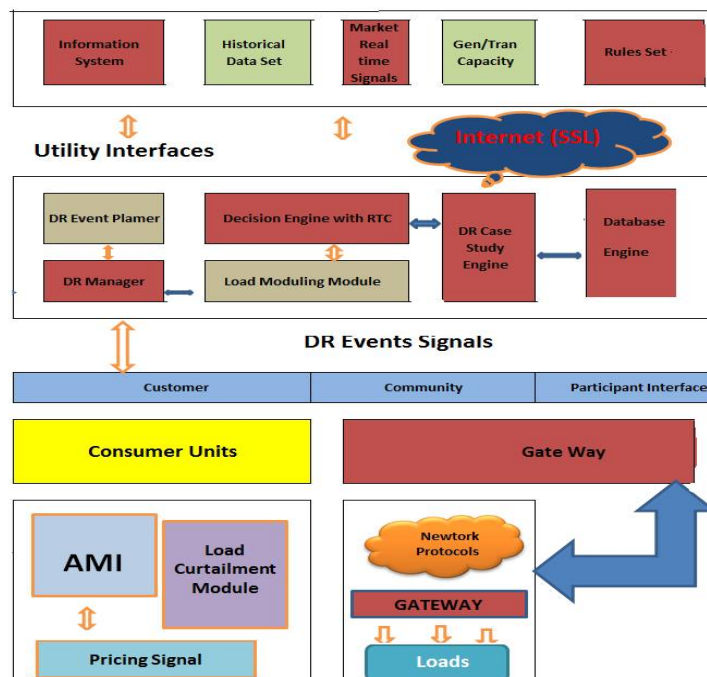 Information
System
Historical
Data Set
Market
Real
time
Signals
Gen/Tran
Capacity
Rules Set
Internet (SSL)
Utility Interfaces
DR Event Plamer
Decision Engine with RTC
DR Case
Study
Engine
Database
Engine
DR Manager
Load Moduling Module
DR Events Signals
Customer
Community
Participant Interface
Consumer Units
Gate Way
AMI
Load
Curtailment
Module
Newtork
Protocols
GATEWAY
Pricing Signal
Loads